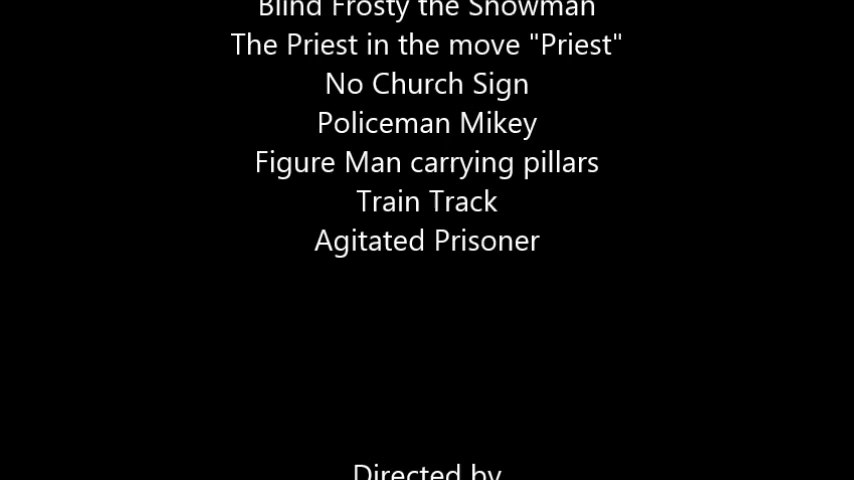 Blind Frosty the Snowman
The Priest in the move "Priest"
No Church Sign
Policeman Mikey
Figure Man carrying pillars
Train Track
Agitated Prisoner
Directed by